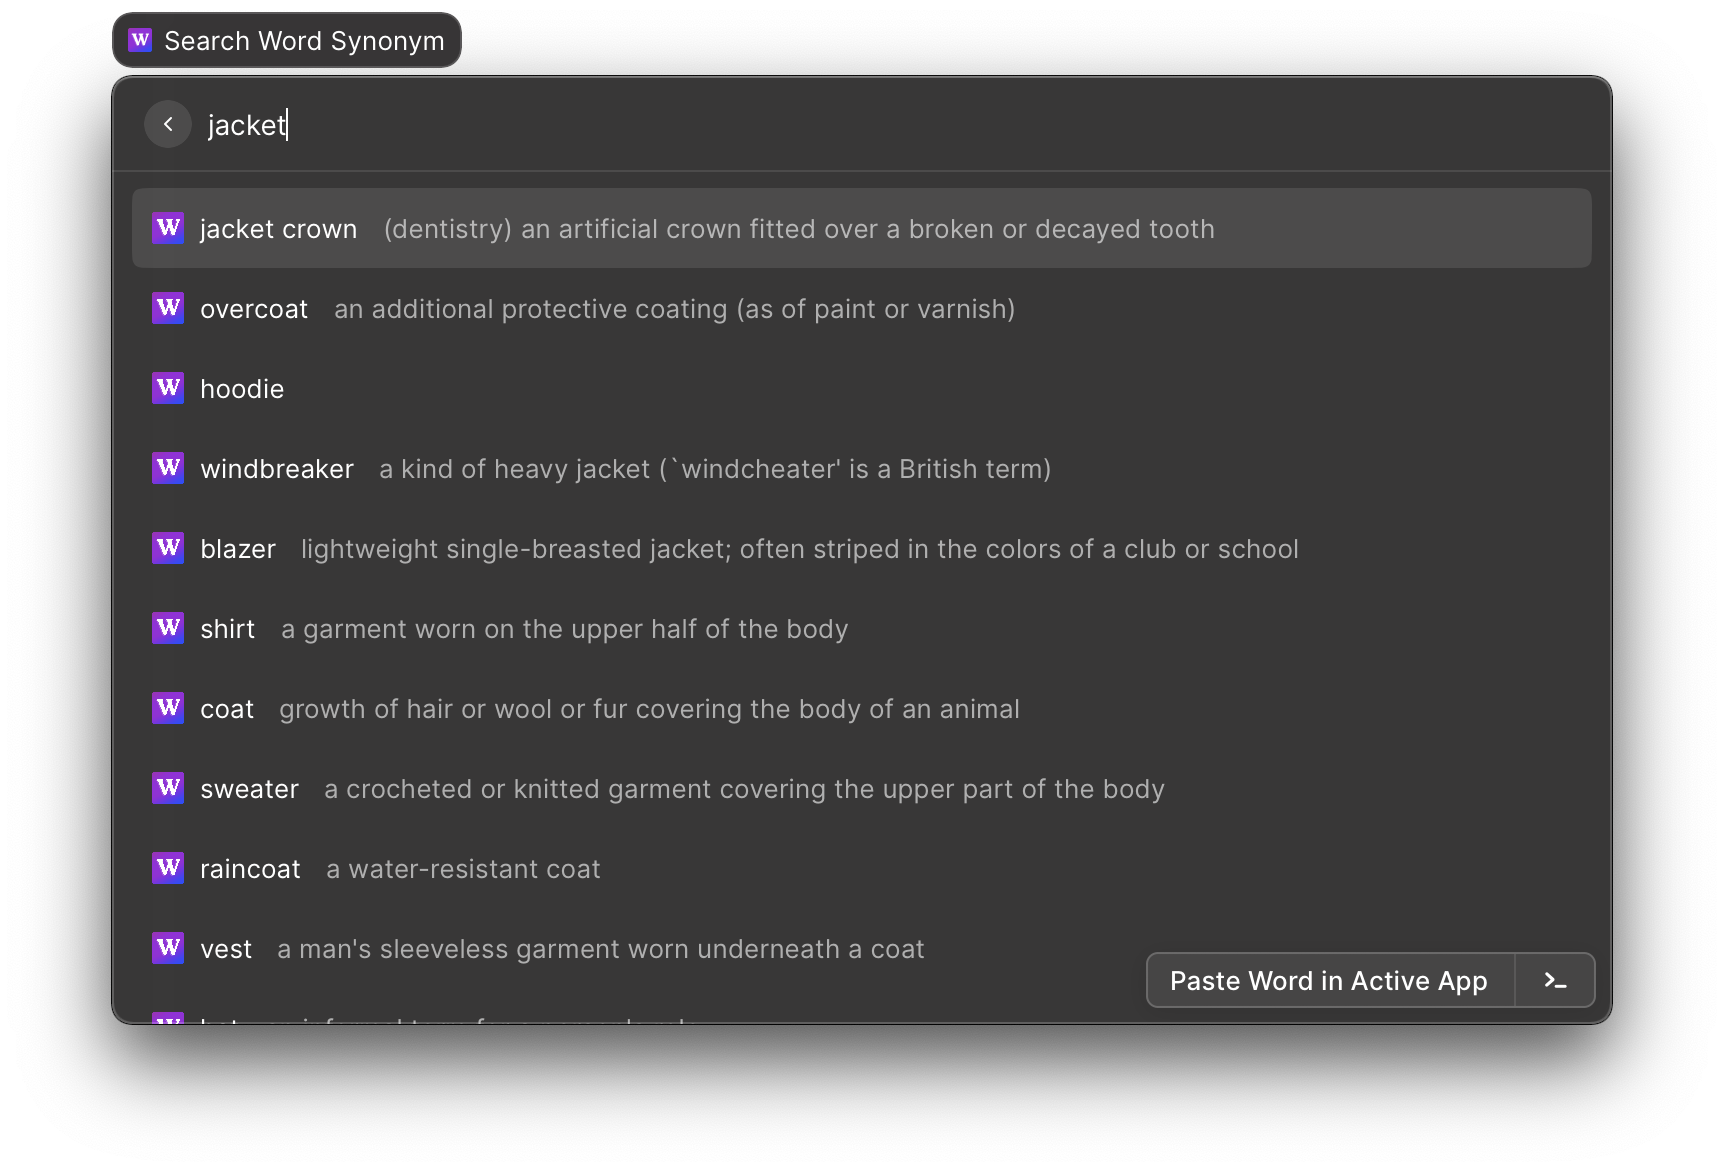 W Search Word Synonym
jacket
W jacket crown (dentistry) an artificial crown fitted over a broken or decayed tooth
W overcoat an additional protective coating (as of paint or varnish)
W hoodie
W windbreaker a kind of heavy jacket (`windcheater' is a British term)
W blazer lightweight single-breasted jacket; often striped in the colors of a club or school
W shirt a garment worn on the upper half of the body
W coat growth of hair or wool or fur covering the body of an animal
W sweater a crocheted or knitted garment covering the upper part of the body
W raincoat a water-resistant coat
W vest a man's sleeveless garment worn underneath a coat
Paste Word in Active App >_